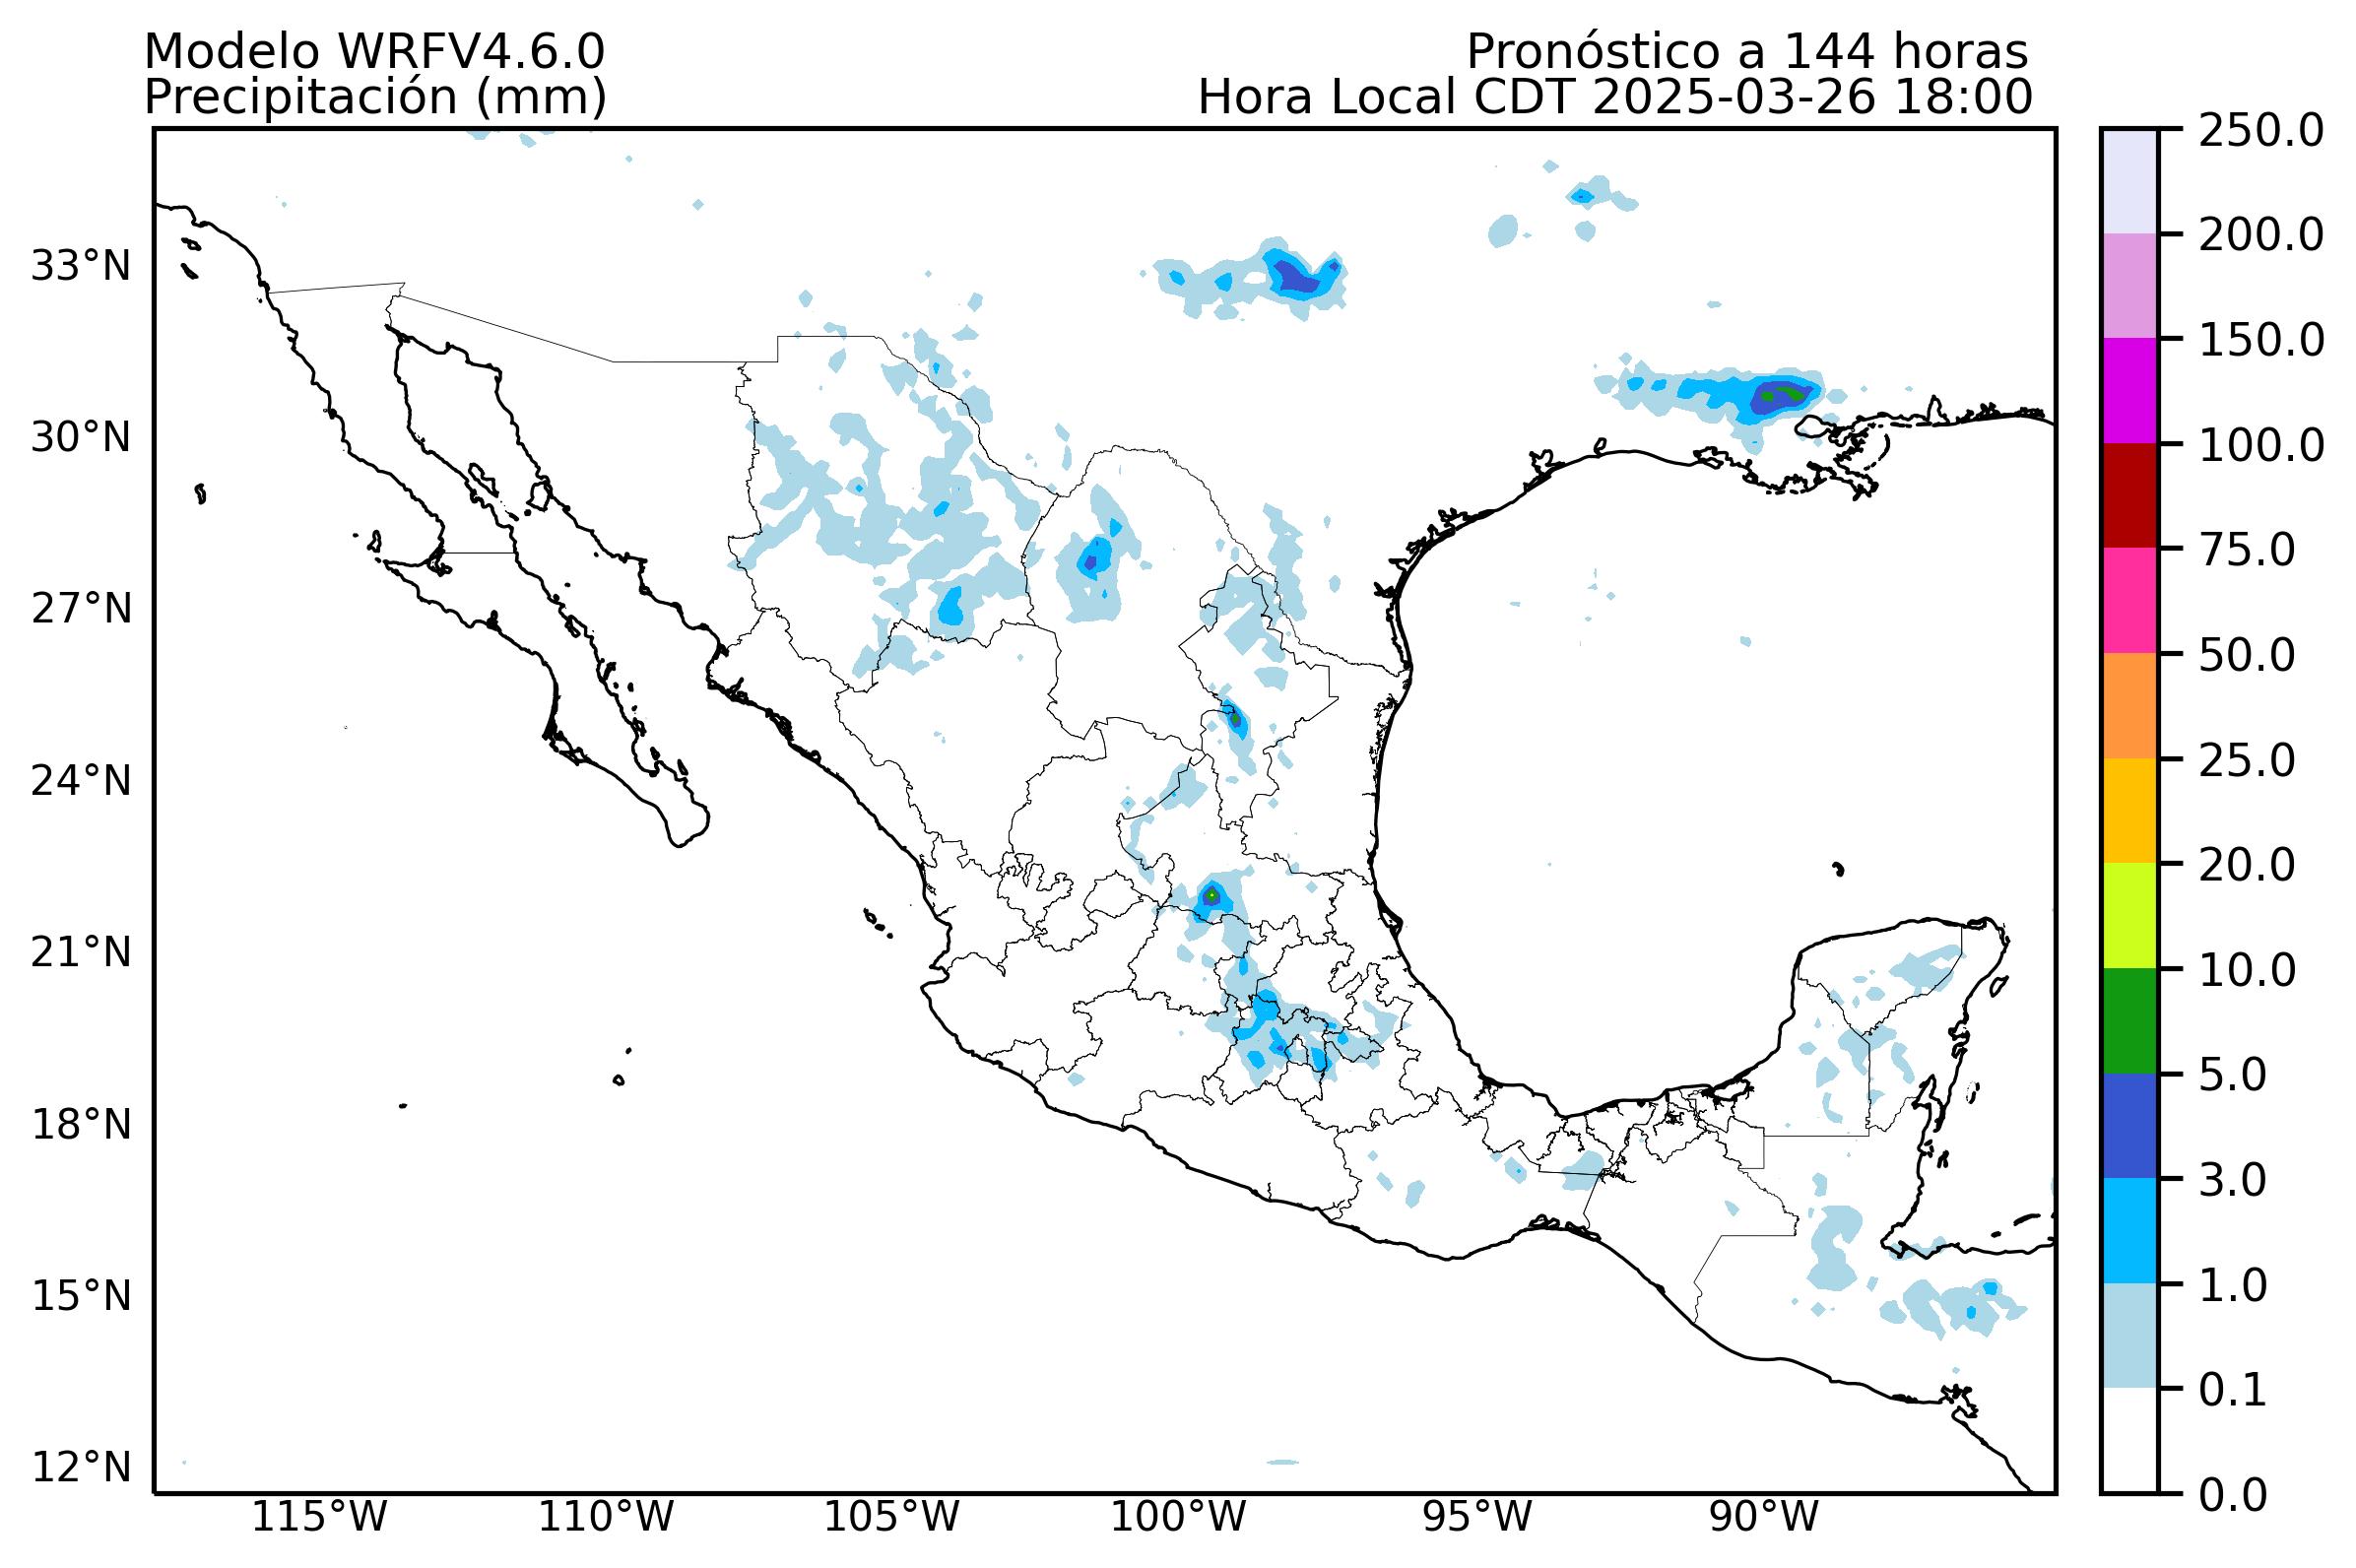 Modelo WRFV4.6.0
Precipitación (mm)
Pronóstico a 144 horas
Hora Local CDT 2025-03-26 18:00
33°N
30°N
27°N
24°N
21°N
18°N
15°N
12°N
115°W
110°W
105°W
100°W
95°W
90°W
250.0
200.0
150.0
100.0
75.0
50.0
25.0
20.0
10.0
5.0
3.0
1.0
0.1
0.0